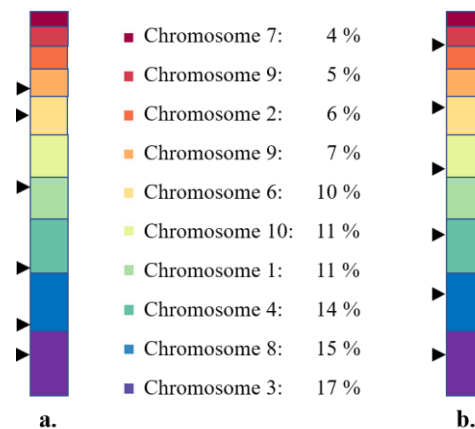 Chromosome 7: 4 %
Chromosome 9: 5 %
Chromosome 2: 6 %
Chromosome 9: 7 %
Chromosome 6: 10 %
Chromosome 10: 11 %
Chromosome 1: 11 %
Chromosome 4: 14 %
Chromosome 8: 15 %
Chromosome 3: 17 %
a. b.